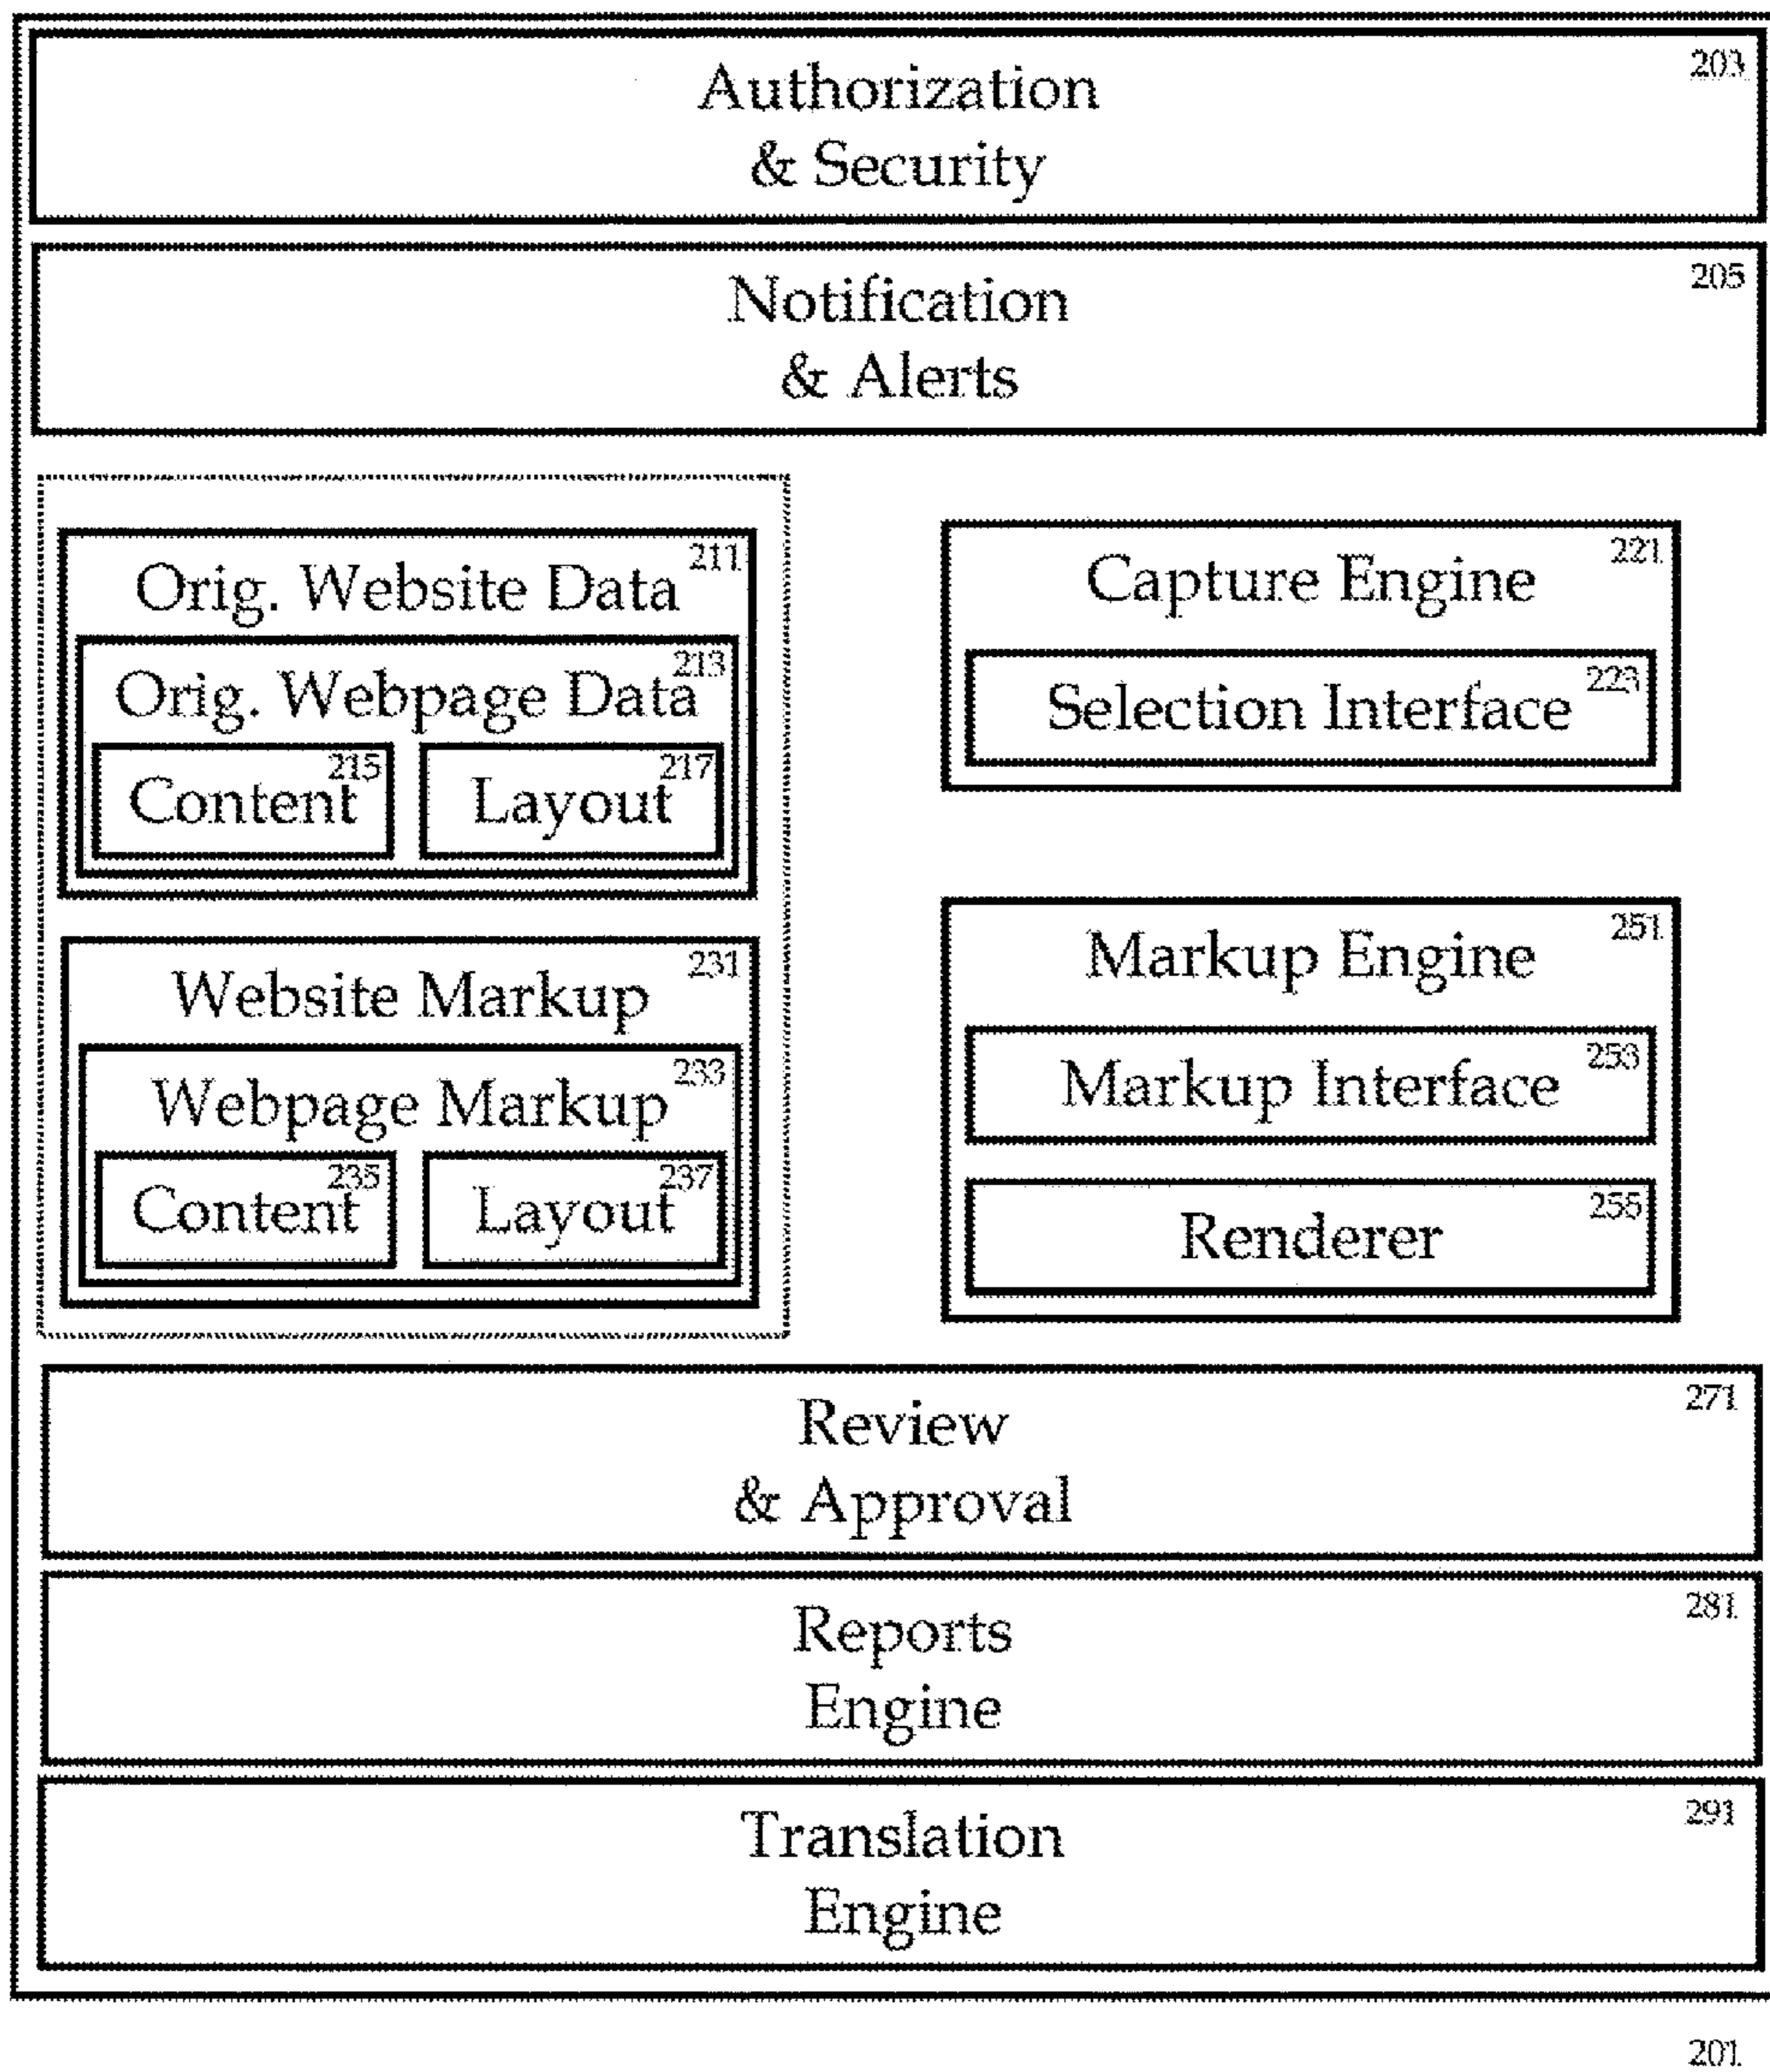 203
Authorization
& Security
205
Notification
& Alerts
211
Orig. Website Data
213
Orig. Webpage Data
215
Content
217
Layout
221
Capture Engine
223
Selection Interface
231
Website Markup
233
Webpage Markup
235
Content
237
Layout
251
Markup Engine
253
Markup Interface
255
Renderer
271
Review
& Approval
281
Reports
Engine
291
Translation
Engine
201